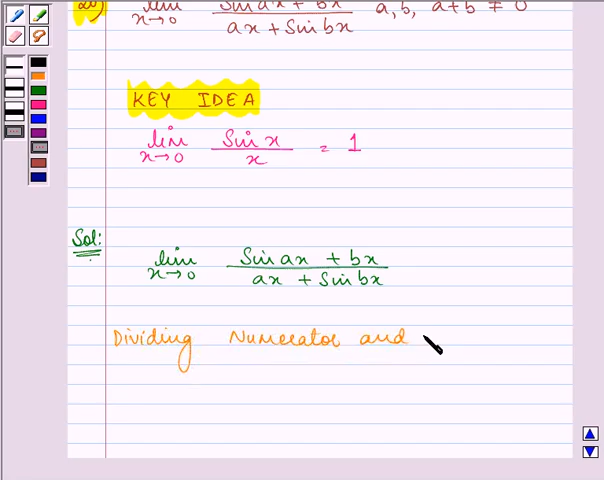 20) lim x→0 Sin ax + bx / ax + Sin bx a, b, a+b ≠ 0
KEY IDEA
lim x→0 Sin x / x = 1
Sol: lim x→0 Sin ax + bx / ax + Sin bx
Dividing Numerator and